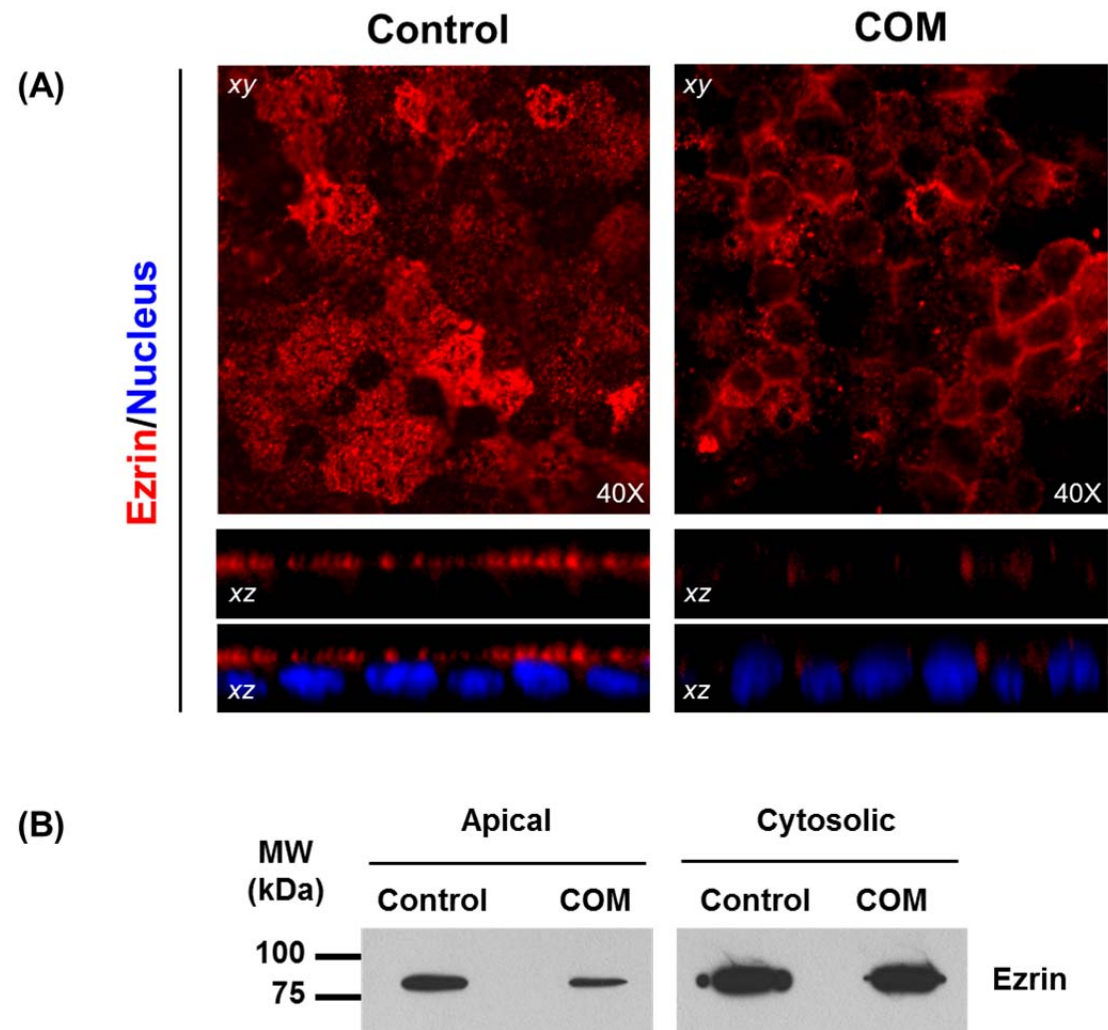 Control COM
(A)
xy xy
40X 40X
Ezrin/Nucleus
xz xz
xz xz
(B)
Apical Cytosolic
MW
(kDa)
Control COM Control COM
100
75
Ezrin